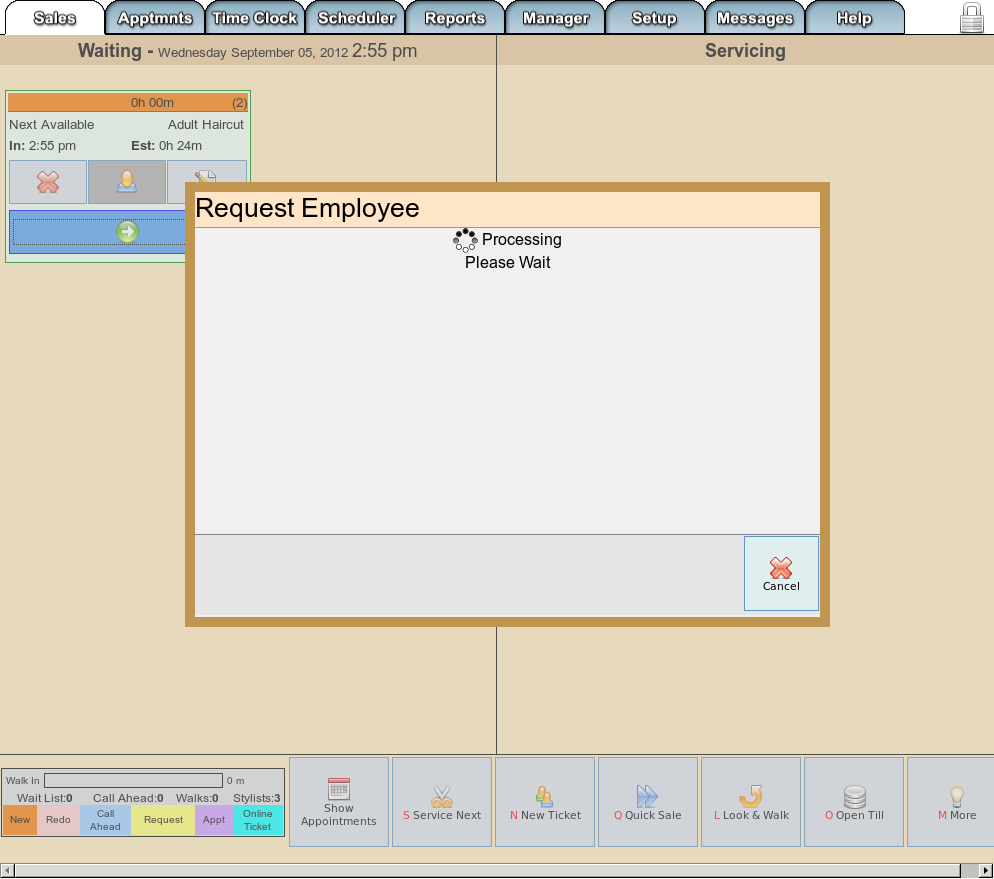 Sales Apptmnts Time Clock Scheduler Reports Manager Setup Messages Help
Waiting - Wednesday September 05, 2012 2:55 pm
Servicing
0h 00m (2)
Next Available Adult Haircut
In: 2:55 pm Est: 0h 24m
Request Employee
Processing
Please Wait
Cancel
Walk In 0 m
Wait List:0 Call Ahead:0 Walks:0 Stylists:3
New
Redo
Call
Ahead
Request
Appt
Online
Ticket
Show
Appointments
S Service Next
N New Ticket
Q Quick Sale
L Look & Walk
O Open Till
M More